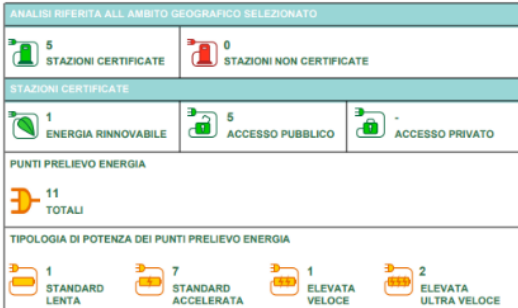 ANALISI RIFERITA ALL AMBITO GEOGRAFICO SELEZIONATO
5
STAZIONI CERTIFICATE
0
STAZIONI NON CERTIFICATE
STAZIONI CERTIFICATE
1
ENERGIA RINNOVABILE
5
ACCESSO PUBBLICO
-
ACCESSO PRIVATO
PUNTI PRELIEVO ENERGIA
11
TOTALI
TIPOLOGIA DI POTENZA DEI PUNTI PRELIEVO ENERGIA
1
STANDARD
LENTA
7
STANDARD
ACCELERATA
1
ELEVATA
VELOCE
2
ELEVATA
ULTRA VELOCE